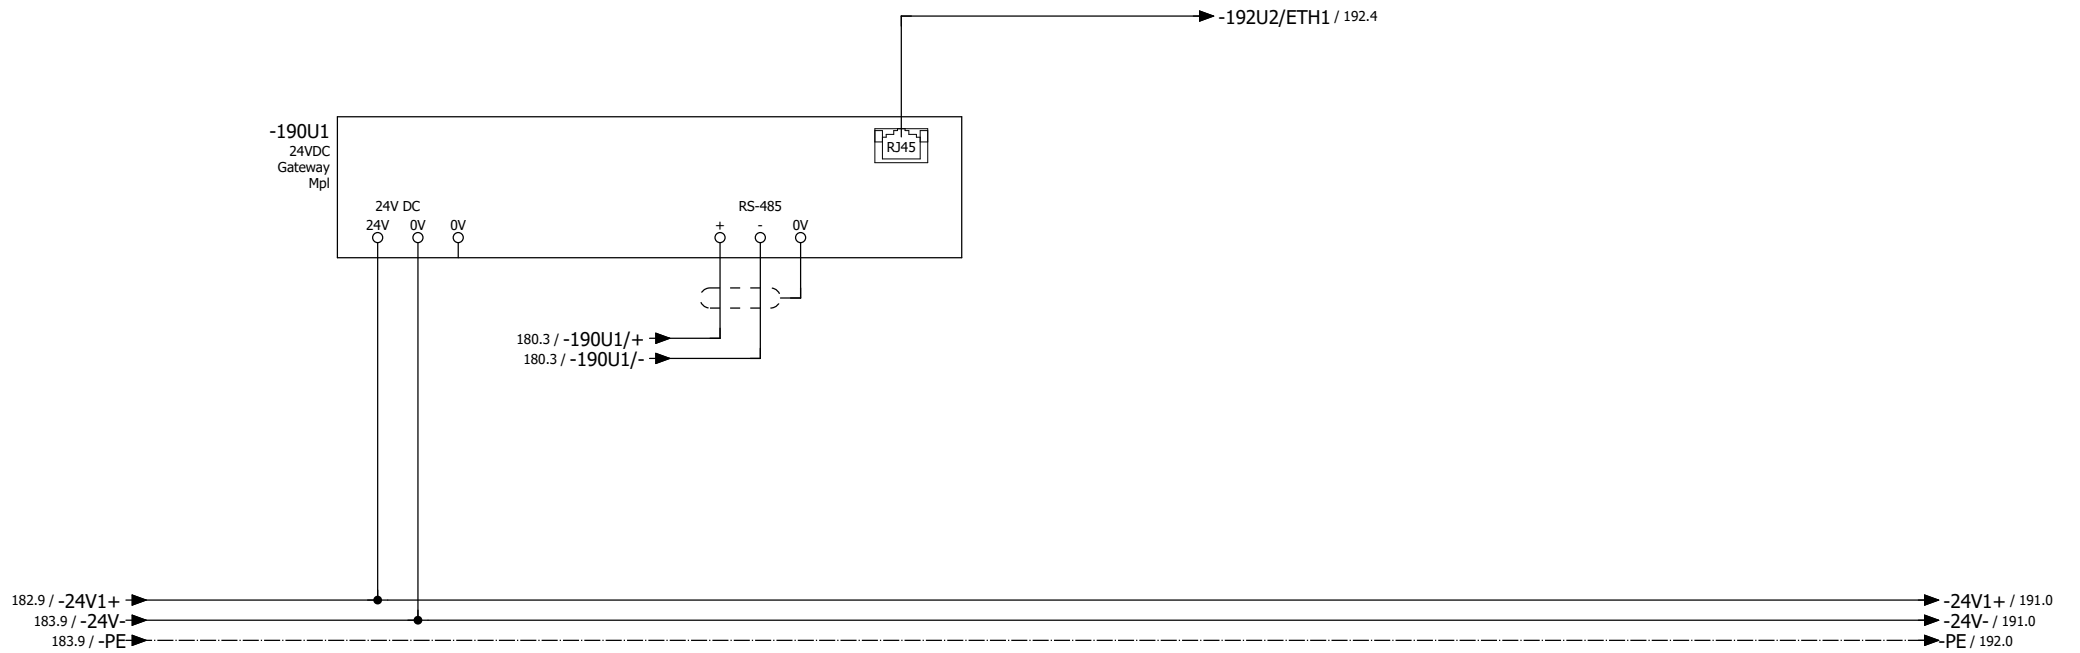 -192U2/ETH1 / 192.4
-190U1
24VDC
Gateway
Mpl
RJ45
24V DC
RS-485
24V 0V 0V + - 0V
180.3 / -190U1/+
180.3 / -190U1/-
182.9 / -24V1+ -24V1+ / 191.0
183.9 / -24V- -24V- / 191.0
183.9 / -PE -PE / 192.0